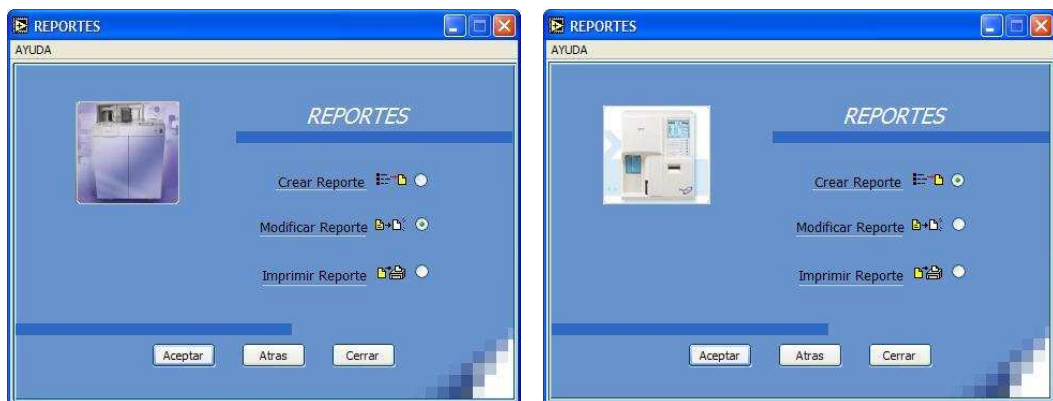 REPORTES
AYUDA
REPORTES
Crear Reporte
Modificar Reporte
Imprimir Reporte
Aceptar Atras Cerrar
REPORTES
AYUDA
REPORTES
Crear Reporte
Modificar Reporte
Imprimir Reporte
Aceptar Atras Cerrar